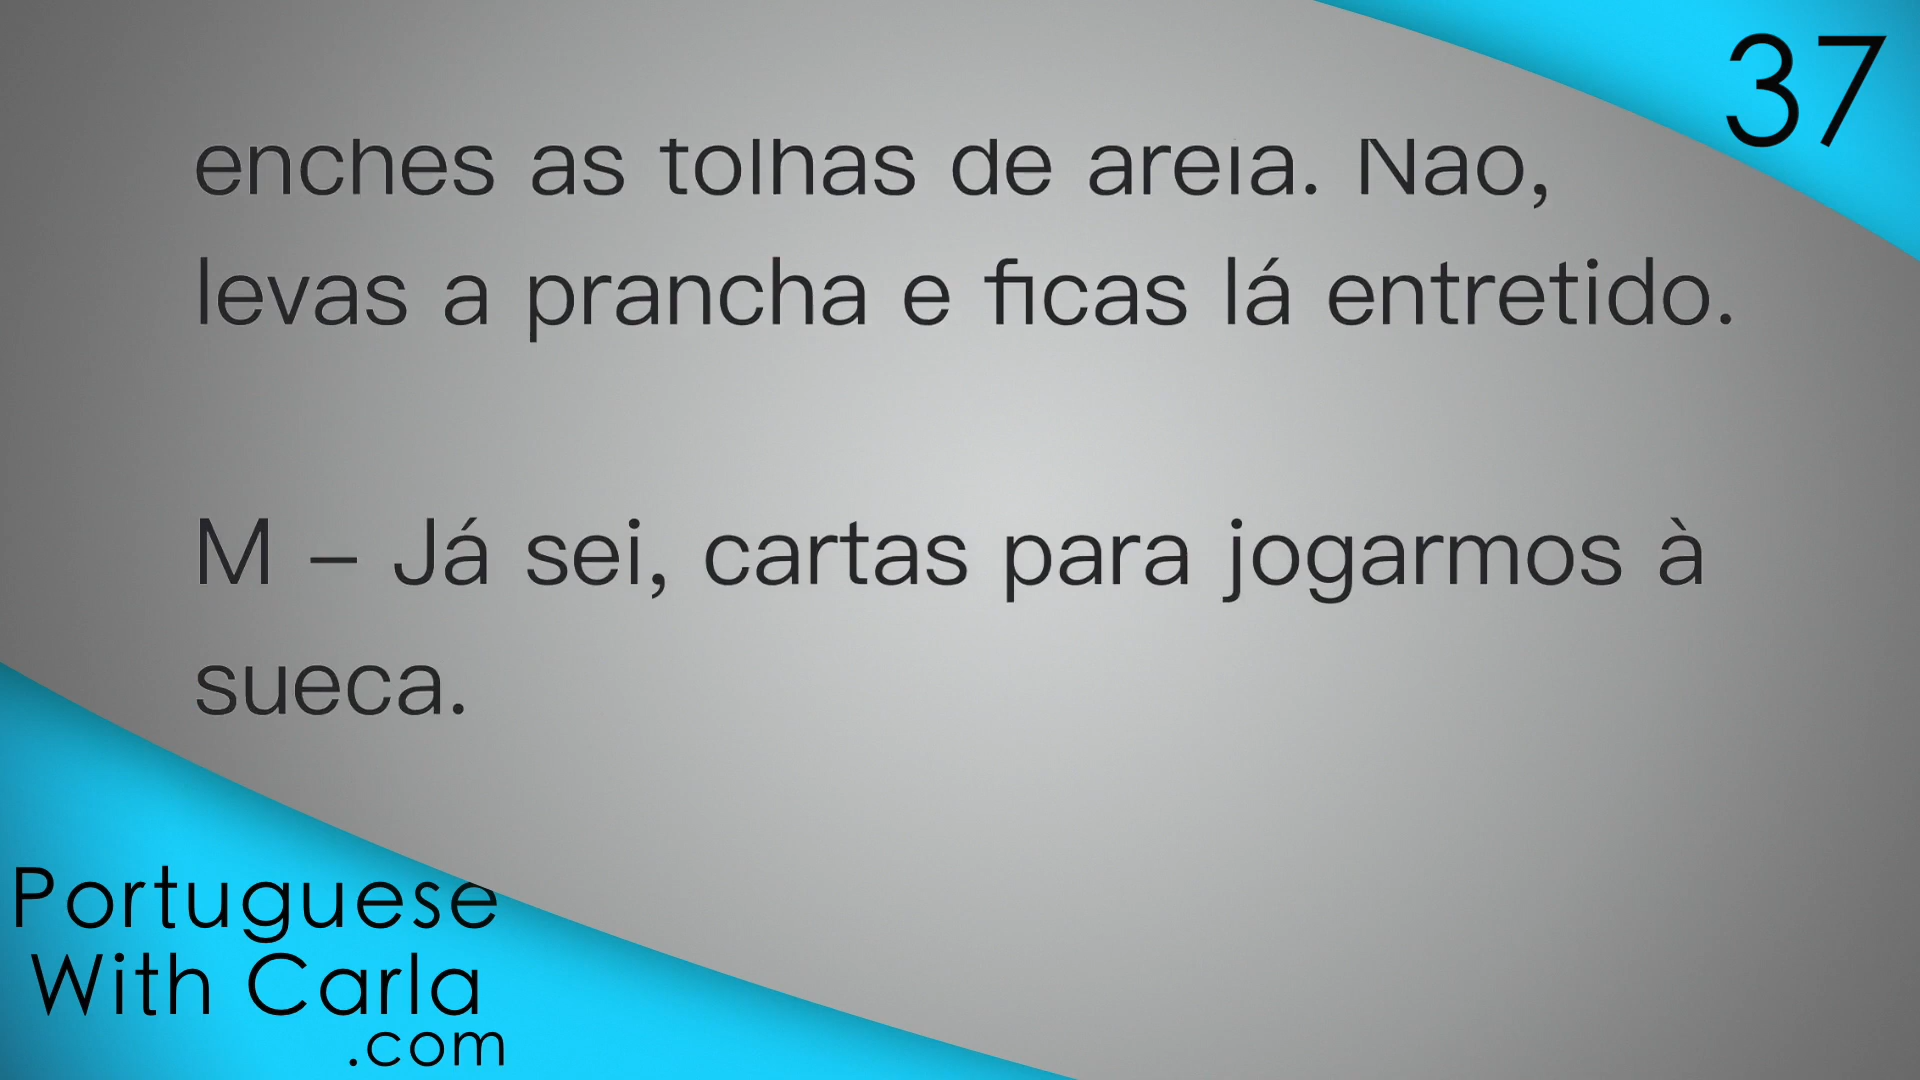 37
enches as tolhas de areia. Não,
levas a prancha e ficas lá entretido.
M – Já sei, cartas para jogarmos à
sueca.
Portuguese
With Carla
.com